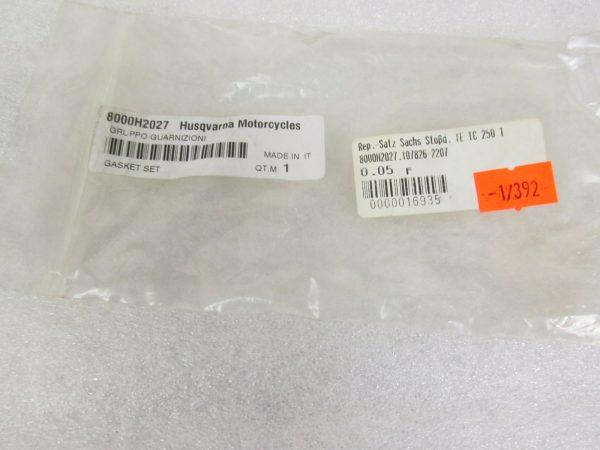 8000H2027 Husqvarna Motorcycles
GRUPPO GUARNIZIONI
MADE IN IT
GASKET SET
QT.M 1
Rep. Satz Sachs Stoßd. TE TC 250 1
8000H2027.107826-2207
0.05 F
0000016935
-1/392